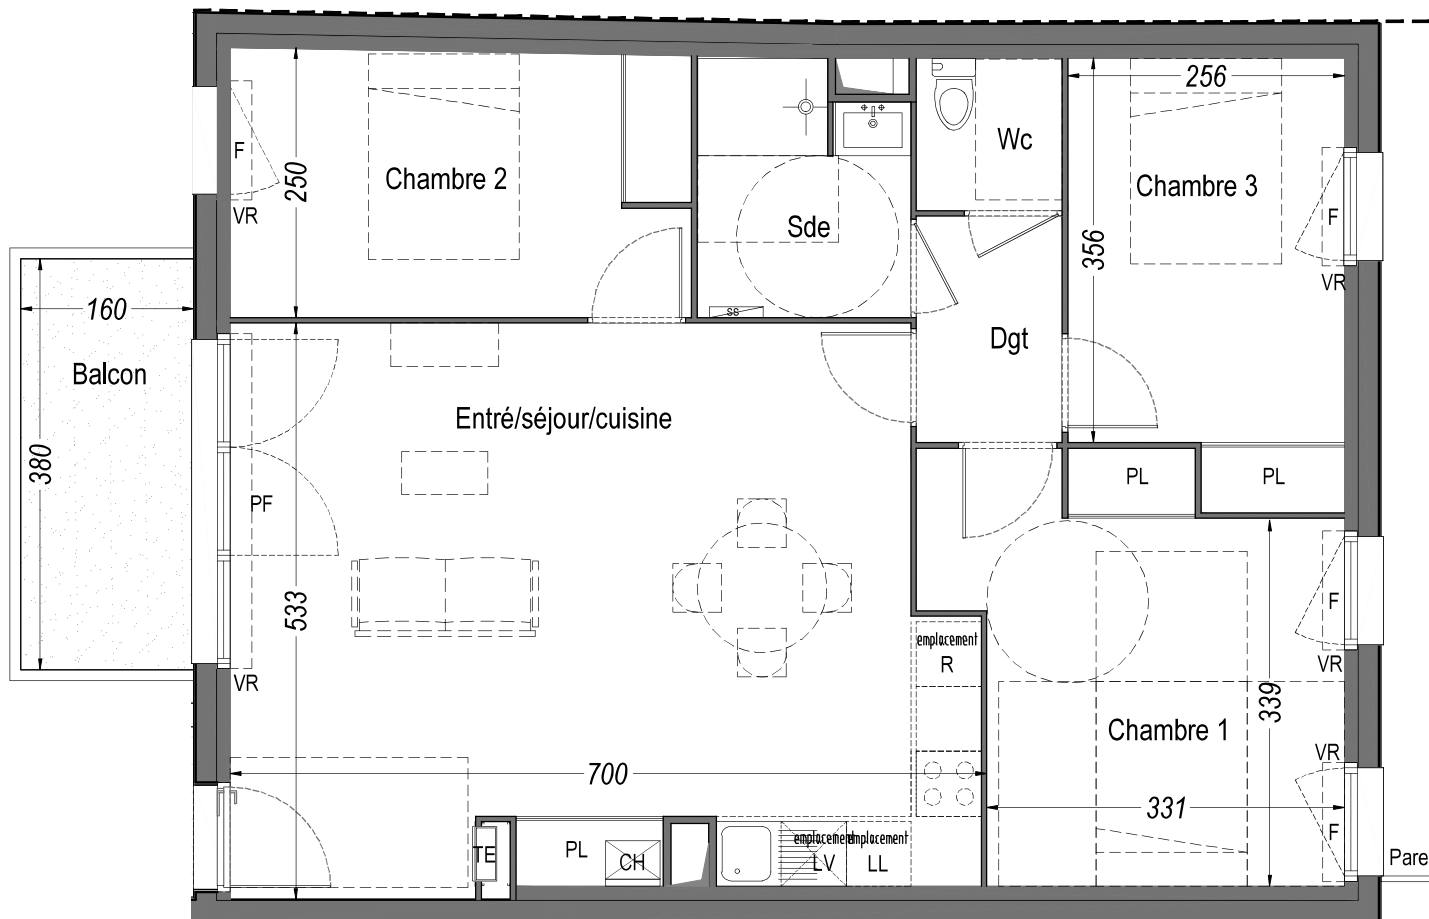 256
F
Chambre 2
250
VR
Wc
Chambre 3
F
Sde
356
VR
SS
160
Balcon
Dgt
Entré/séjour/cuisine
380
PF
PL
PL
533
F
emplacement
R
VR
VR
339
Chambre 1
VR
700
331
F
TE
PL
CH
emplacement
LV
emplacement
LL
Pare